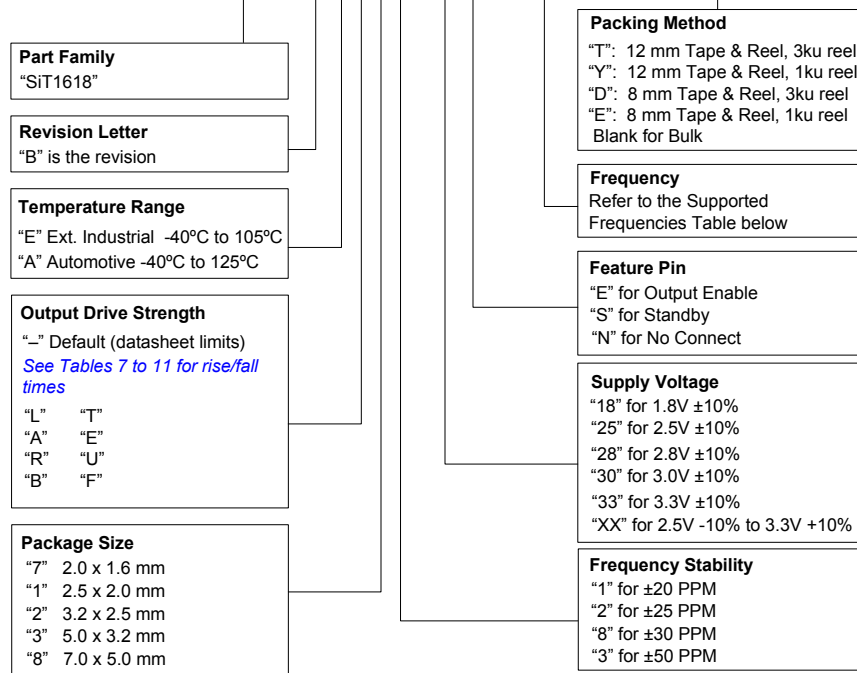 Part Family
“SiT1618”
Revision Letter
“B” is the revision
Temperature Range
“E” Ext. Industrial -40ºC to 105ºC
“A” Automotive -40ºC to 125ºC
Output Drive Strength
“–” Default (datasheet limits)
See Tables 7 to 11 for rise/fall
times
“L” “T”
“A” “E”
“R” “U”
“B” “F”
Package Size
“7” 2.0 x 1.6 mm
“1” 2.5 x 2.0 mm
“2” 3.2 x 2.5 mm
“3” 5.0 x 3.2 mm
“8” 7.0 x 5.0 mm
Packing Method
“T”: 12 mm Tape & Reel, 3ku reel
“Y”: 12 mm Tape & Reel, 1ku reel
“D”: 8 mm Tape & Reel, 3ku reel
“E”: 8 mm Tape & Reel, 1ku reel
Blank for Bulk
Frequency
Refer to the Supported
Frequencies Table below
Feature Pin
“E” for Output Enable
“S” for Standby
“N” for No Connect
Supply Voltage
“18” for 1.8V ±10%
“25” for 2.5V ±10%
“28” for 2.8V ±10%
“30” for 3.0V ±10%
“33” for 3.3V ±10%
“XX” for 2.5V -10% to 3.3V +10%
Frequency Stability
“1” for ±20 PPM
“2” for ±25 PPM
“8” for ±30 PPM
“3” for ±50 PPM